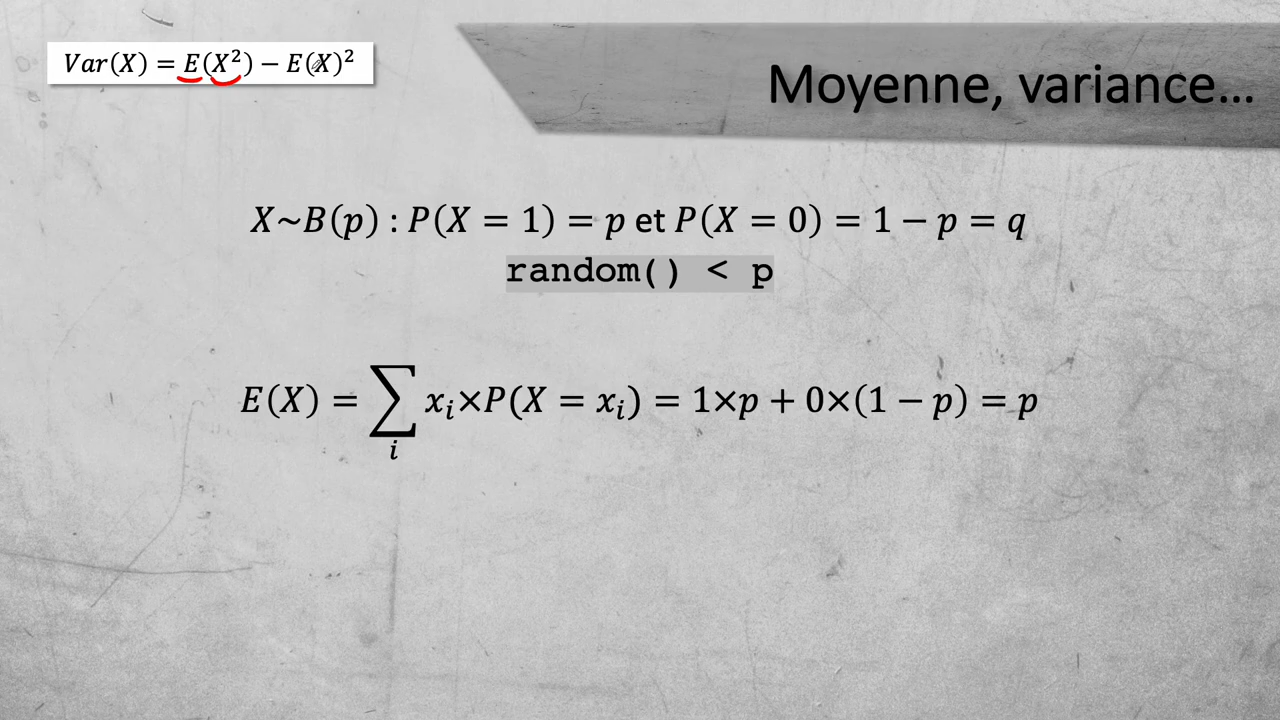 Var(X) = E(X²) − E(X)²
Moyenne, variance…
X~B(p) : P(X = 1) = p et P(X = 0) = 1 − p = q
random() < p
E(X) = ∑ᵢ xᵢ×P(X = xᵢ) = 1×p + 0×(1 − p) = p